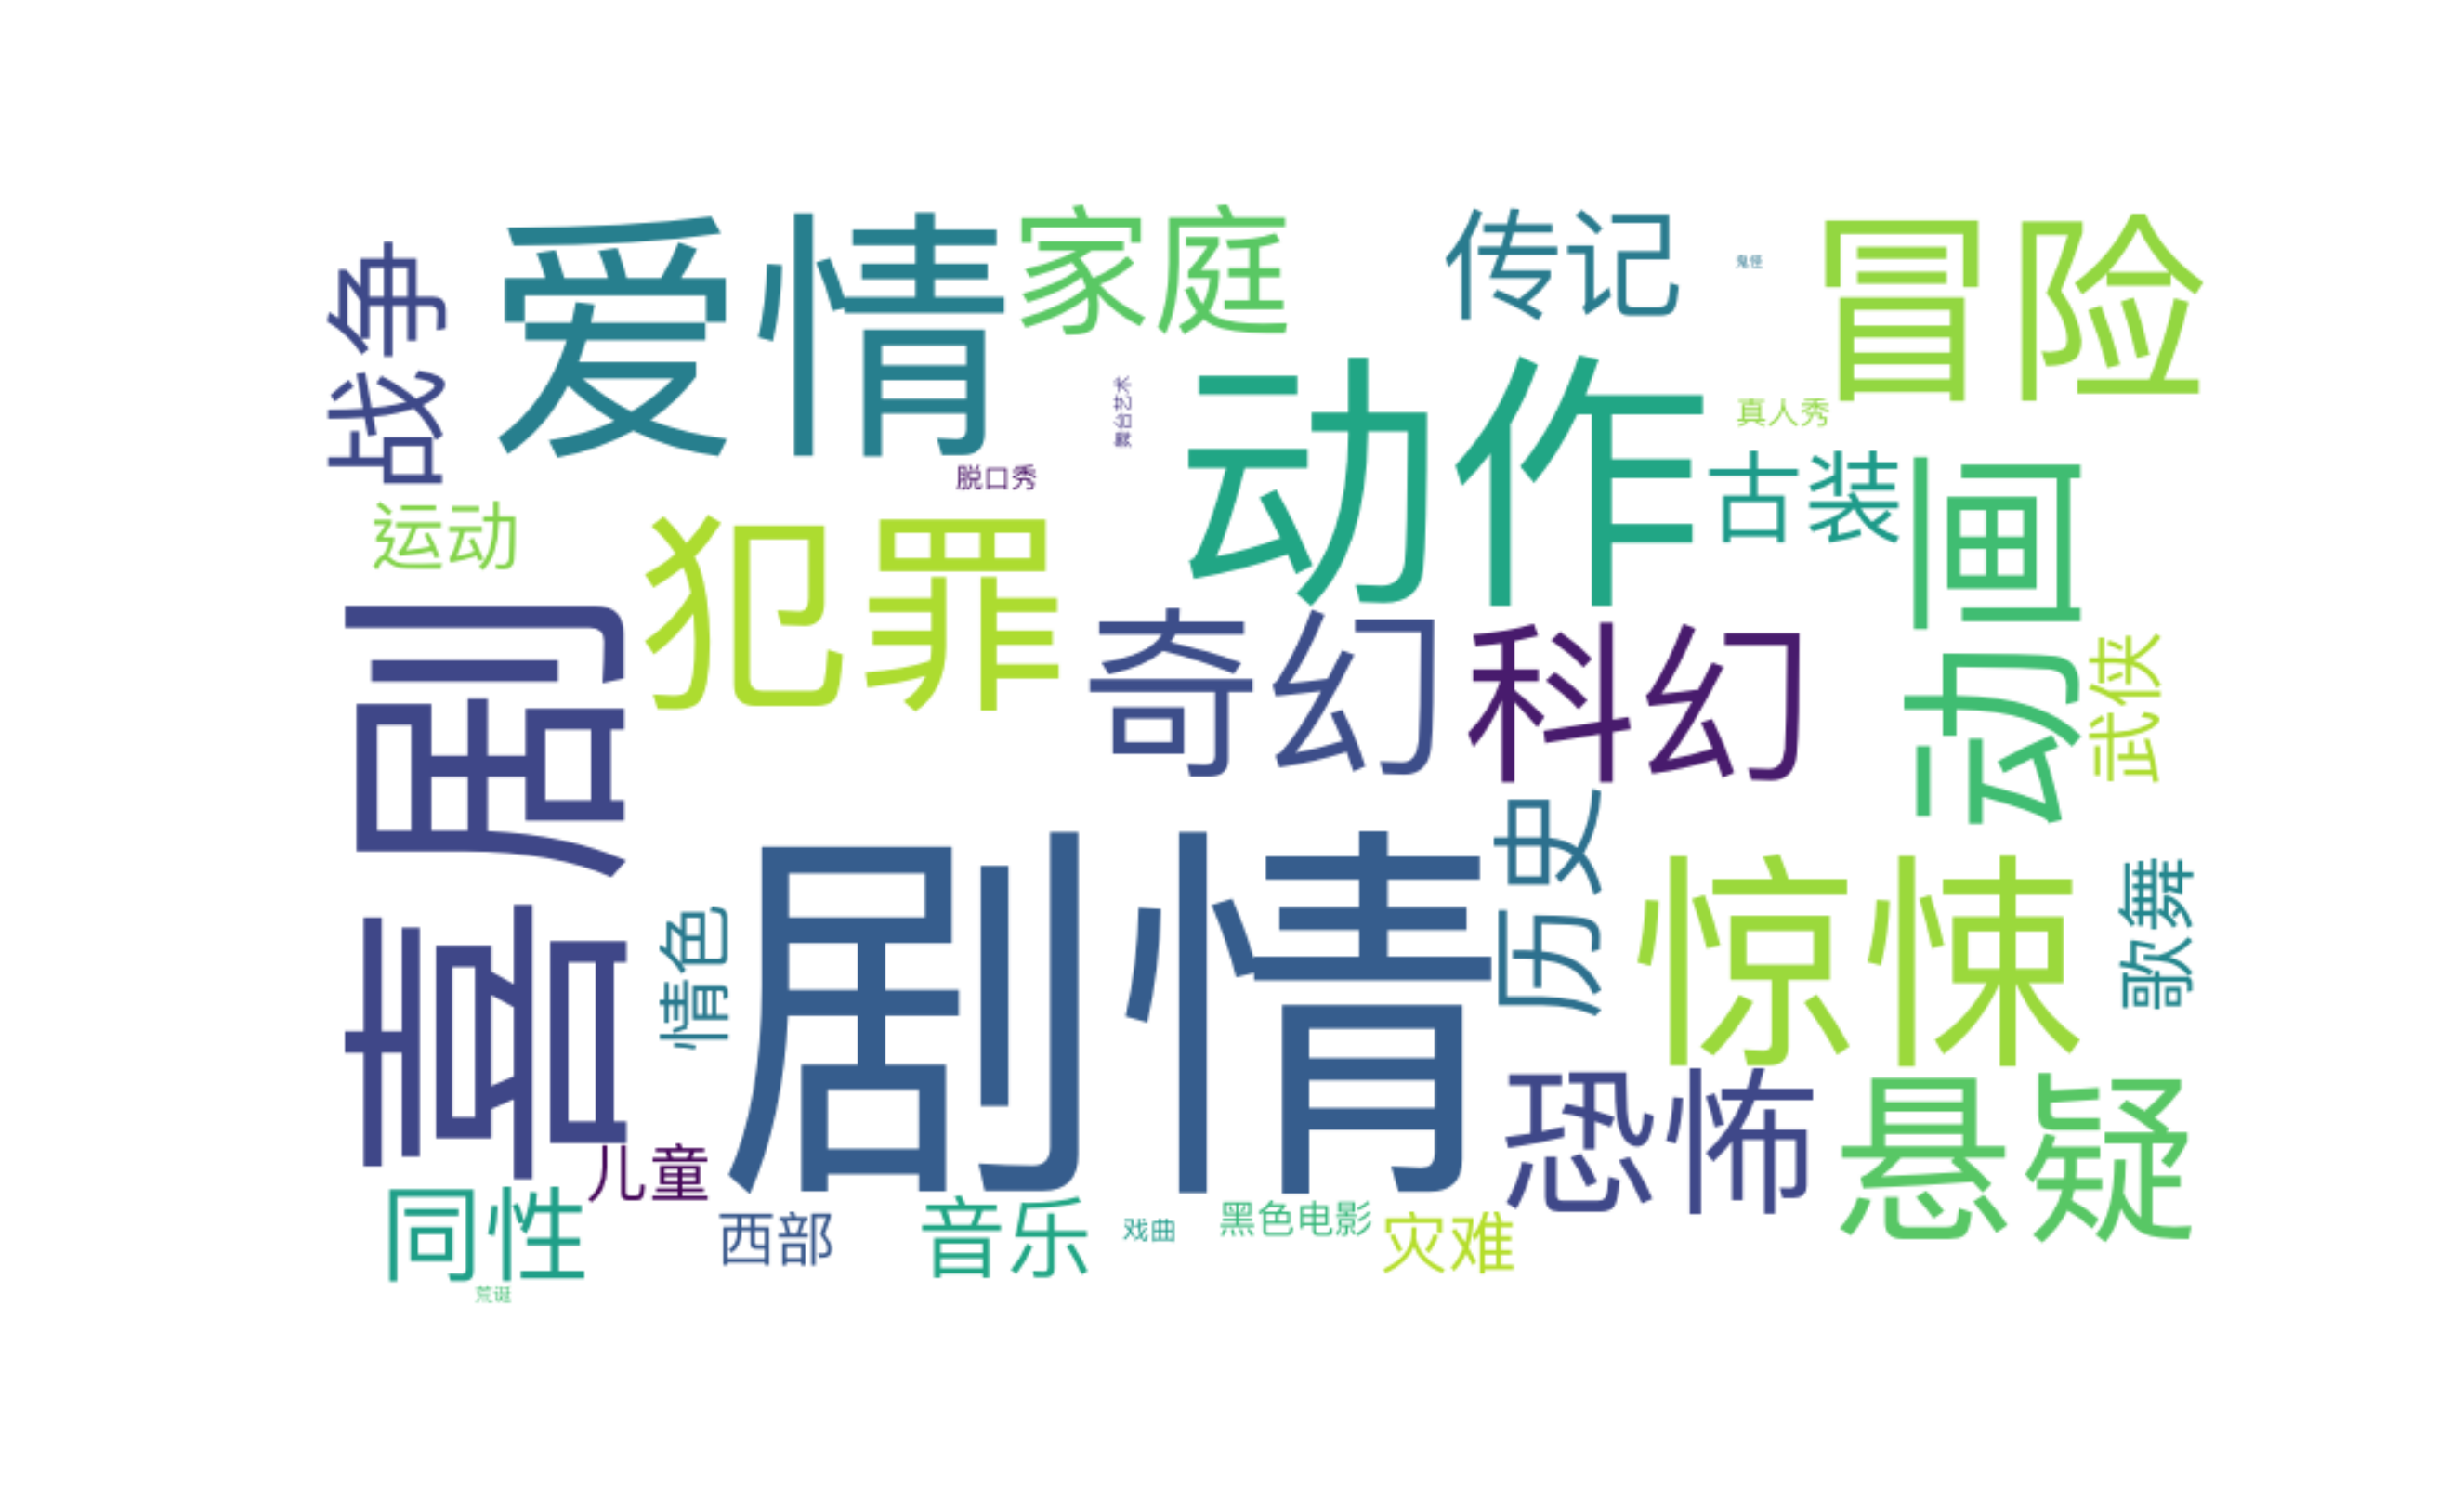 爱情
家庭
传记
冒险
战争
鬼怪
舞台艺术
动作
真人秀
脱口秀
古装
运动
犯罪
动画
奇幻
科幻
武侠
喜剧
剧情
历史
惊悚
歌舞
情色
恐怖
悬疑
儿童
同性
西部
音乐
戏曲
黑色电影
灾难
荒诞